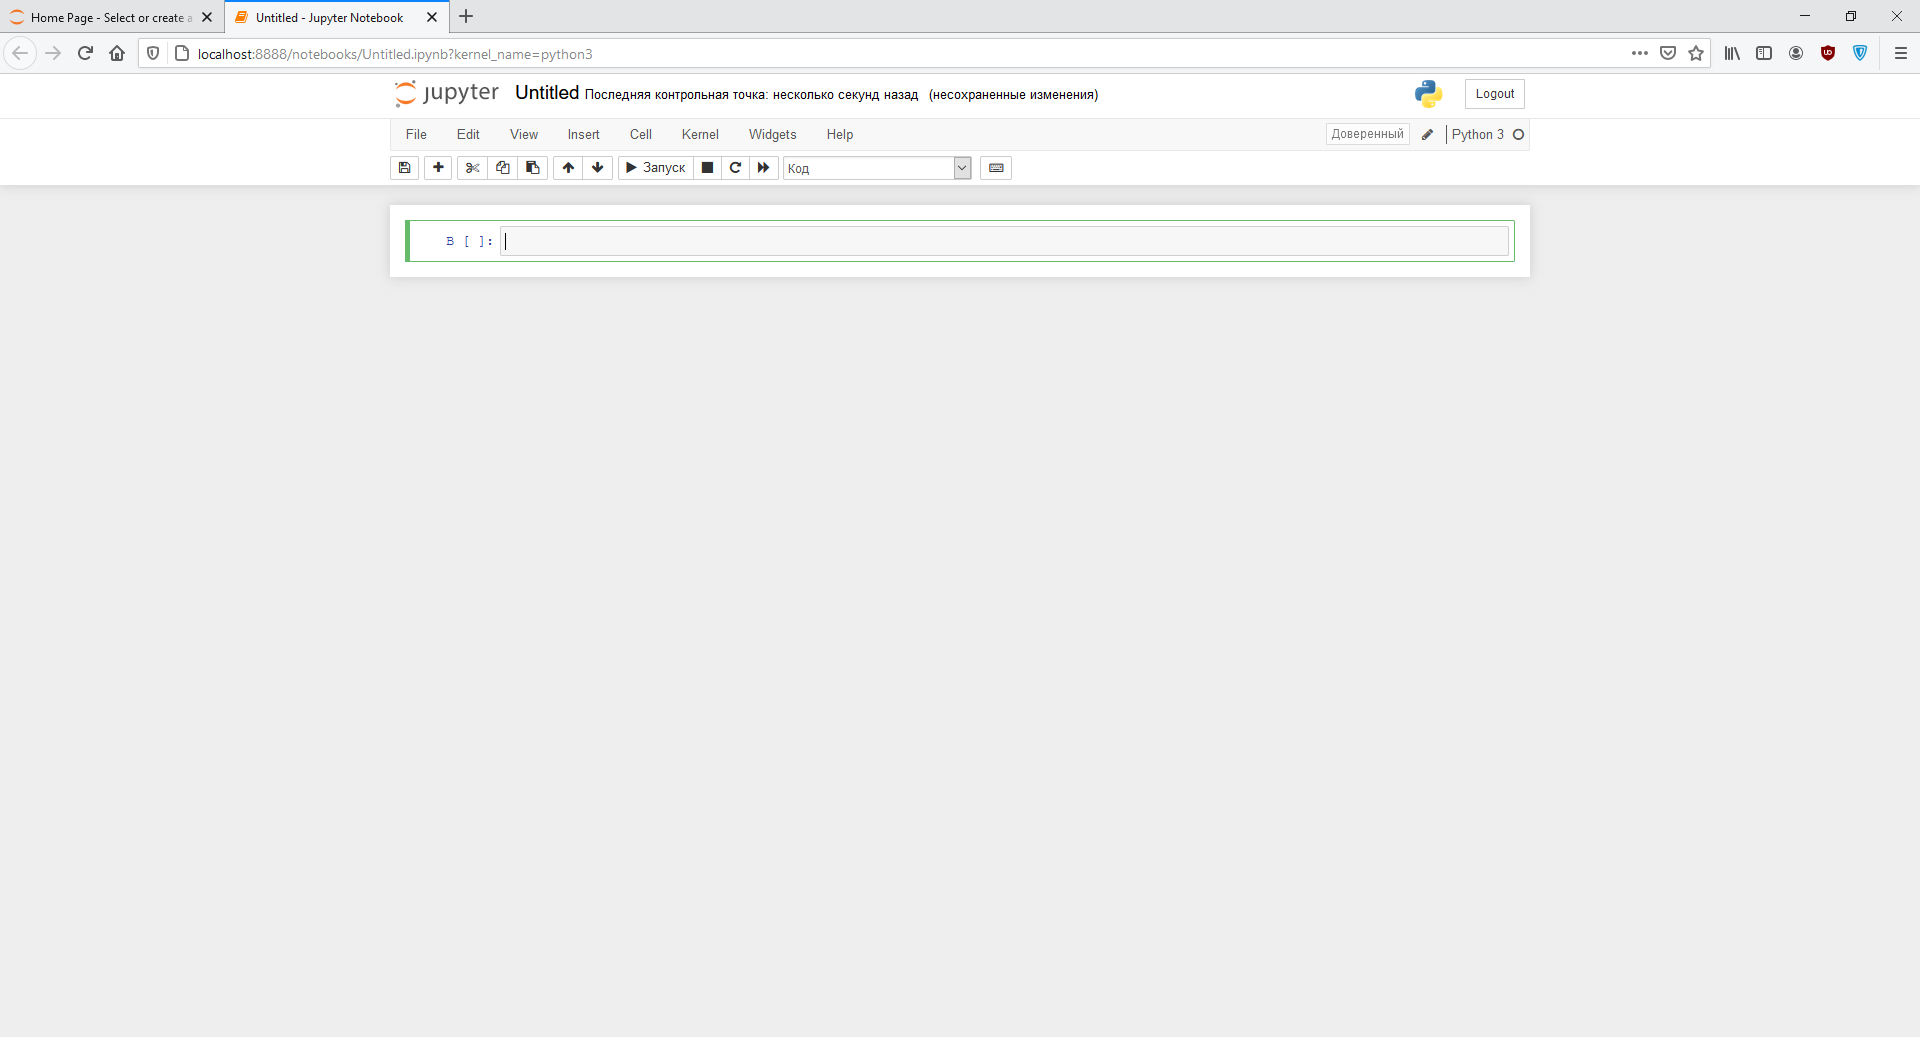 Home Page - Select or create a
Untitled - Jupyter Notebook
localhost:8888/notebooks/Untitled.ipynb?kernel_name=python3
jupyter Untitled Последняя контрольная точка: несколько секунд назад (несохраненные изменения) Logout
File Edit View Insert Cell Kernel Widgets Help Доверенный Python 3
Запуск Код
В [ ]: